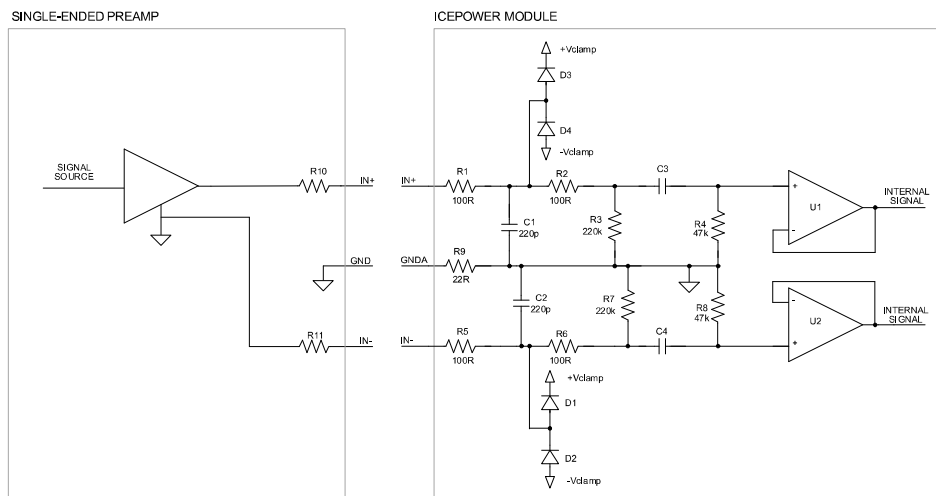 SINGLE-ENDED PREAMP
ICEPOWER MODULE
+Vclamp
D3
D4
-Vclamp
SIGNAL
SOURCE
R10
IN+
IN+
R1
100R
R2
100R
C3
C1
220p
R3
220k
R4
47k
+
-
U1
INTERNAL
SIGNAL
GND
GNDA
R9
22R
C2
220p
R7
220k
R8
47k
-
+
U2
INTERNAL
SIGNAL
R11
IN-
IN-
R5
100R
R6
100R
C4
+Vclamp
D1
D2
-Vclamp